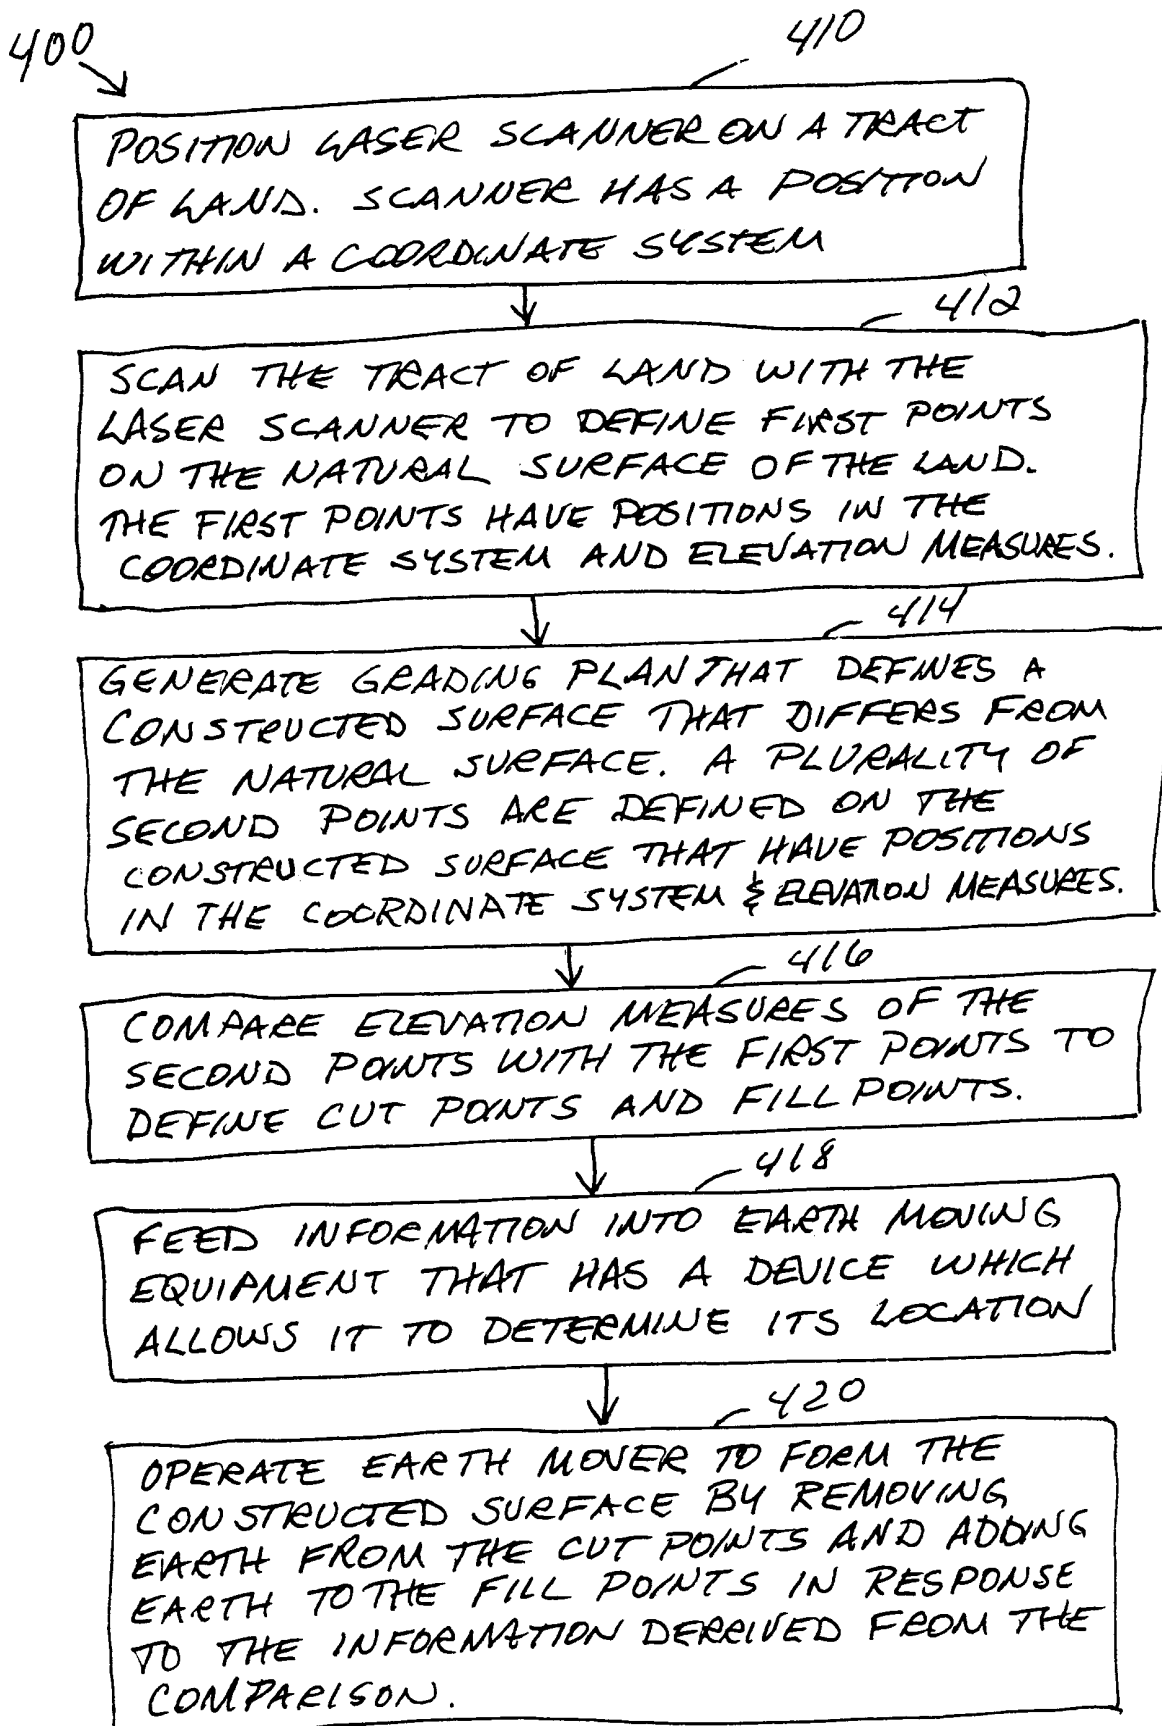 400
410
POSITION LASER SCANNER ON A TRACT
OF LAND. SCANNER HAS A POSITION
WITHIN A COORDINATE SYSTEM
412
SCAN THE TRACT OF LAND WITH THE
LASER SCANNER TO DEFINE FIRST POINTS
ON THE NATURAL SURFACE OF THE LAND.
THE FIRST POINTS HAVE POSITIONS IN THE
COORDINATE SYSTEM AND ELEVATION MEASURES.
414
GENERATE GRADING PLAN THAT DEFINES A
CONSTRUCTED SURFACE THAT DIFFERS FROM
THE NATURAL SURFACE. A PLURALITY OF
SECOND POINTS ARE DEFINED ON THE
CONSTRUCTED SURFACE THAT HAVE POSITIONS
IN THE COORDINATE SYSTEM & ELEVATION MEASURES.
416
COMPARE ELEVATION MEASURES OF THE
SECOND POINTS WITH THE FIRST POINTS TO
DEFINE CUT POINTS AND FILL POINTS.
418
FEED INFORMATION INTO EARTH MOVING
EQUIPMENT THAT HAS A DEVICE WHICH
ALLOWS IT TO DETERMINE ITS LOCATION
420
OPERATE EARTH MOVER TO FORM THE
CONSTRUCTED SURFACE BY REMOVING
EARTH FROM THE CUT POINTS AND ADDING
EARTH TO THE FILL POINTS IN RESPONSE
TO THE INFORMATION DERRIVED FROM THE
COMPARISON.